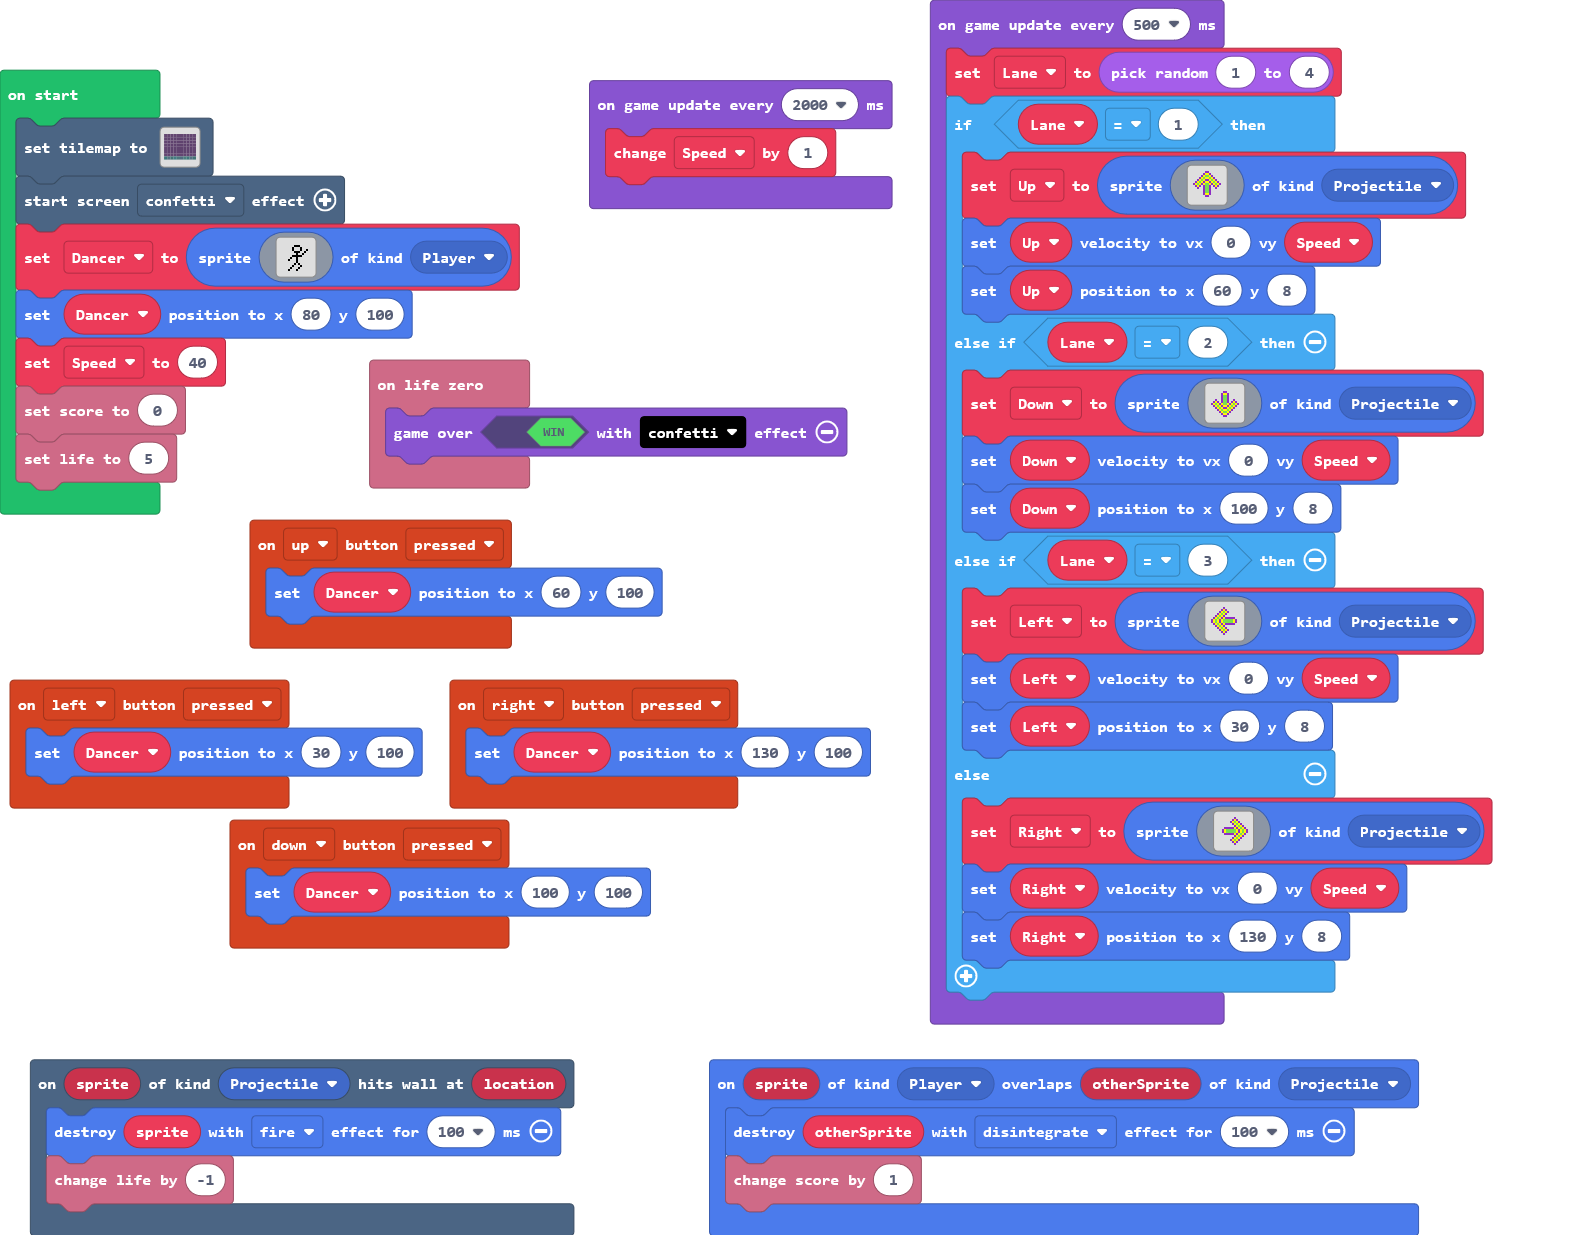 on start
set tilemap to
start screen confetti effect
set Dancer to sprite of kind Player
set Dancer position to x 80 y 100
set Speed to 40
set score to 0
set life to 5
on game update every 2000 ms
change Speed by 1
on life zero
game over WIN with confetti effect
on up button pressed
set Dancer position to x 60 y 100
on left button pressed
set Dancer position to x 30 y 100
on right button pressed
set Dancer position to x 130 y 100
on down button pressed
set Dancer position to x 100 y 100
on game update every 500 ms
set Lane to pick random 1 to 4
if Lane = 1 then
set Up to sprite of kind Projectile
set Up velocity to vx 0 vy Speed
set Up position to x 60 y 8
else if Lane = 2 then
set Down to sprite of kind Projectile
set Down velocity to vx 0 vy Speed
set Down position to x 100 y 8
else if Lane = 3 then
set Left to sprite of kind Projectile
set Left velocity to vx 0 vy Speed
set Left position to x 30 y 8
else
set Right to sprite of kind Projectile
set Right velocity to vx 0 vy Speed
set Right position to x 130 y 8
on sprite of kind Projectile hits wall at location
destroy sprite with fire effect for 100 ms
change life by -1
on sprite of kind Player overlaps otherSprite of kind Projectile
destroy otherSprite with disintegrate effect for 100 ms
change score by 1